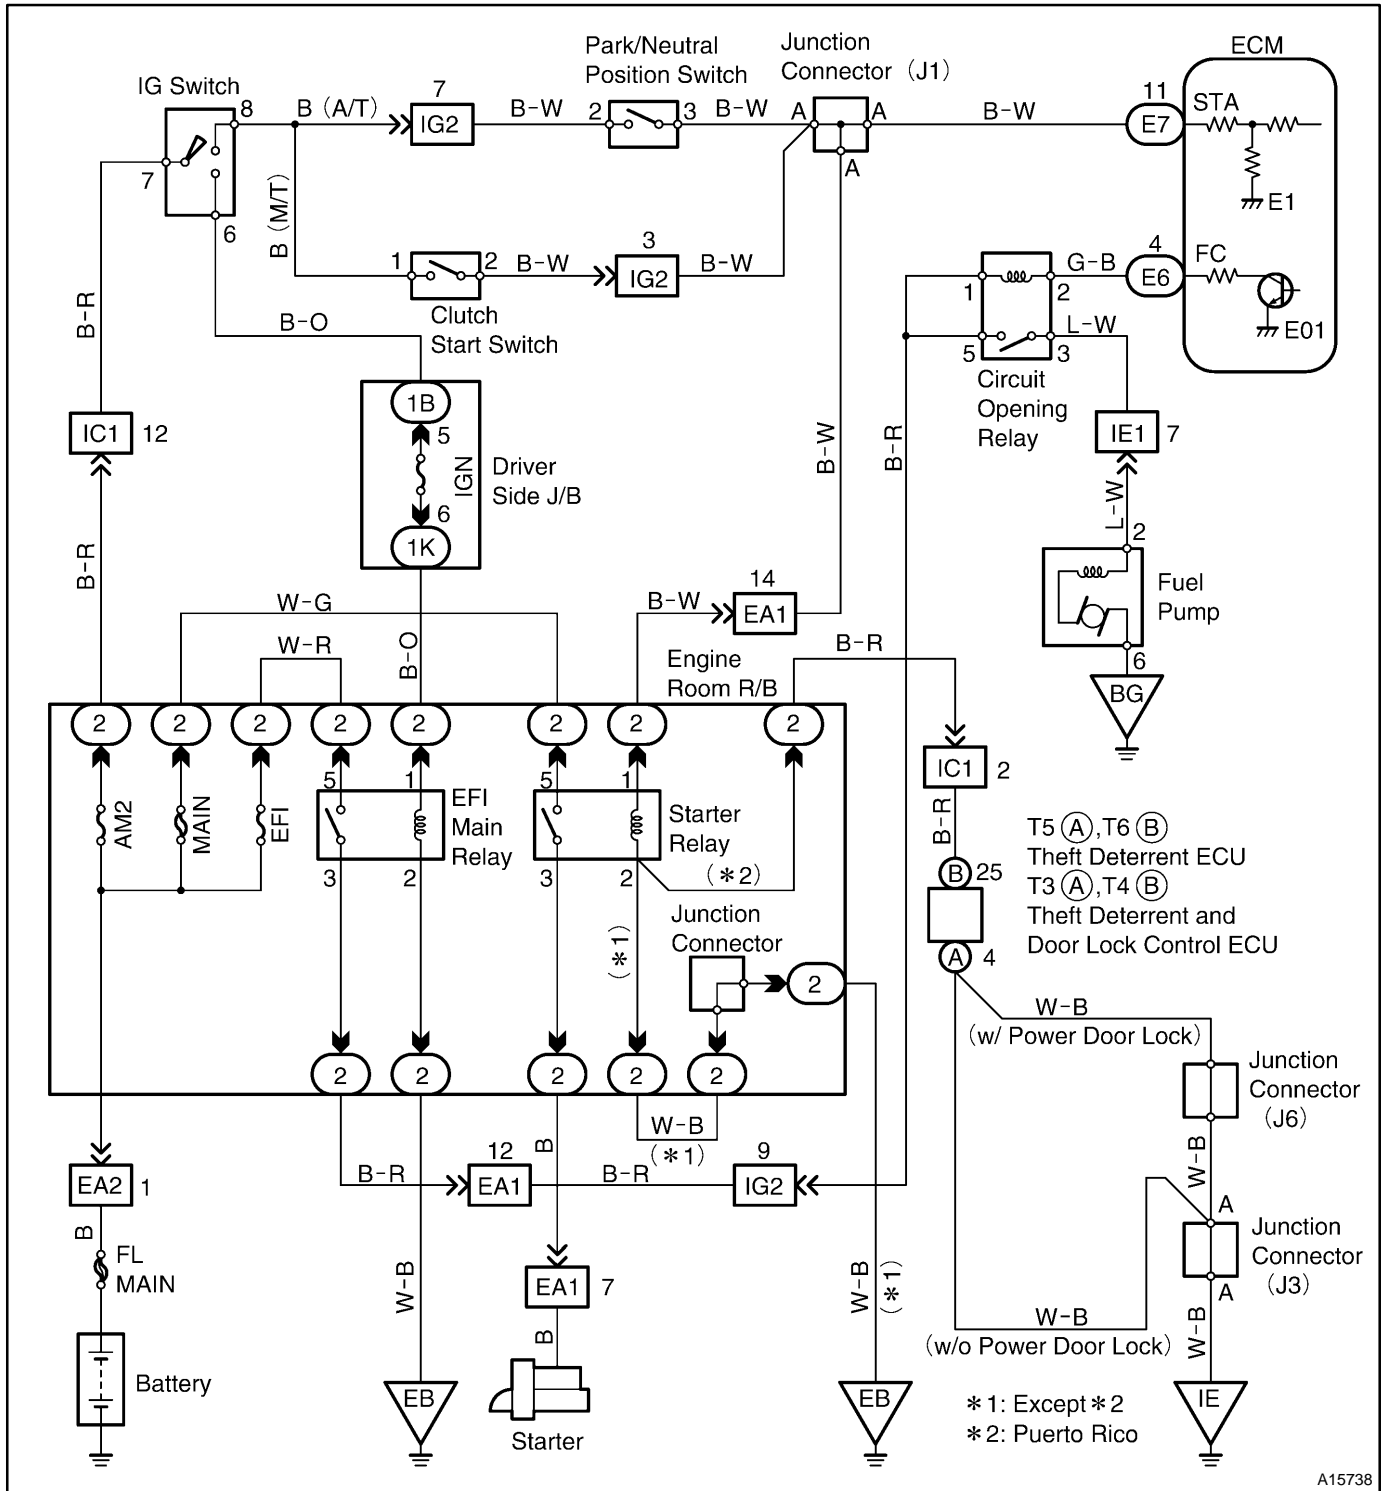 Park/Neutral
Position Switch
Junction
Connector (J1)
ECM
IG Switch
8
B (A/T)
7
IG2
B-W
2
3
B-W
A
A
A
B-W
11
E7
STA
E1
7
6
B (M/T)
1
2
Clutch
Start Switch
B-W
3
IG2
B-W
4
E6
G-B
FC
E01
1
2
5
3
L-W
Circuit
Opening
Relay
B-R
B-O
IC1
12
1B
5
IGN
6
1K
Driver
Side J/B
B-W
B-R
IE1
7
L-W
2
Fuel
Pump
6
BG
B-R
W-G
W-R
B-O
B-W
14
EA1
Engine
Room R/B
B-R
2
2
2
2
2
2
2
2
AM2
MAIN
EFI
5
1
EFI
Main
Relay
3
2
5
1
Starter
Relay
3
2
(*2)
(*1)
Junction
Connector
2
IC1
2
B-R
B
25
A
4
T5 A, T6 B
Theft Deterrent ECU
T3 A, T4 B
Theft Deterrent and
Door Lock Control ECU
W-B
(w/ Power Door Lock)
Junction
Connector
(J6)
2
2
2
2
2
W-B
(*1)
B
B-R
12
EA1
B-R
9
IG2
W-B
A
Junction
Connector
(J3)
A
EA2
1
B
FL
MAIN
W-B
EA1
7
B
W-B
(*1)
W-B
(w/o Power Door Lock)
W-B
Battery
EB
Starter
EB
*1: Except *2
*2: Puerto Rico
IE
A15738